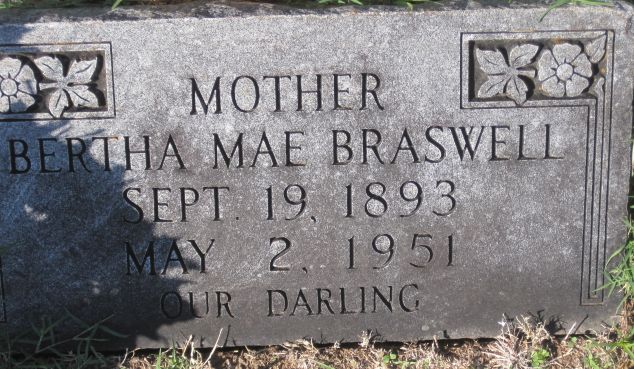 MOTHER
BERTHA MAE BRASWELL
SEPT. 19, 1893
MAY 2, 1951
OUR DARLING